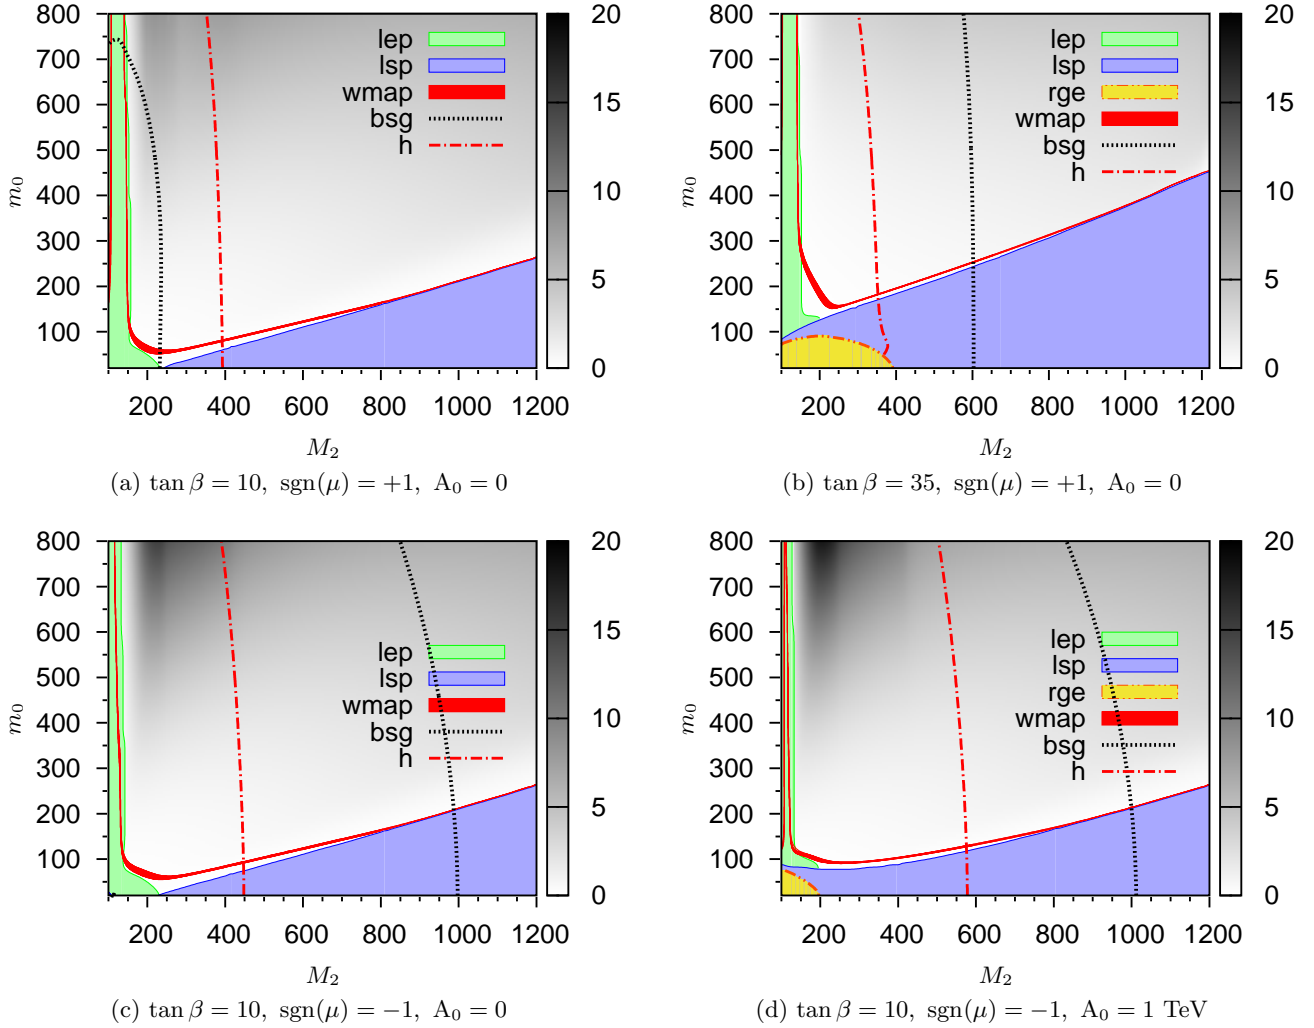 800
700
600
500
400
300
200
100
m₀
200 400 600 800 1000 1200
M₂
lep
lsp
wmap
bsg
h
20
15
10
5
0
(a) tan β = 10, sgn(μ) = +1, A₀ = 0
800
700
600
500
400
300
200
100
m₀
200 400 600 800 1000 1200
M₂
lep
lsp
rge
wmap
bsg
h
20
15
10
5
0
(b) tan β = 35, sgn(μ) = +1, A₀ = 0
800
700
600
500
400
300
200
100
m₀
200 400 600 800 1000 1200
M₂
lep
lsp
wmap
bsg
h
20
15
10
5
0
(c) tan β = 10, sgn(μ) = −1, A₀ = 0
800
700
600
500
400
300
200
100
m₀
200 400 600 800 1000 1200
M₂
lep
lsp
rge
wmap
bsg
h
20
15
10
5
0
(d) tan β = 10, sgn(μ) = −1, A₀ = 1 TeV